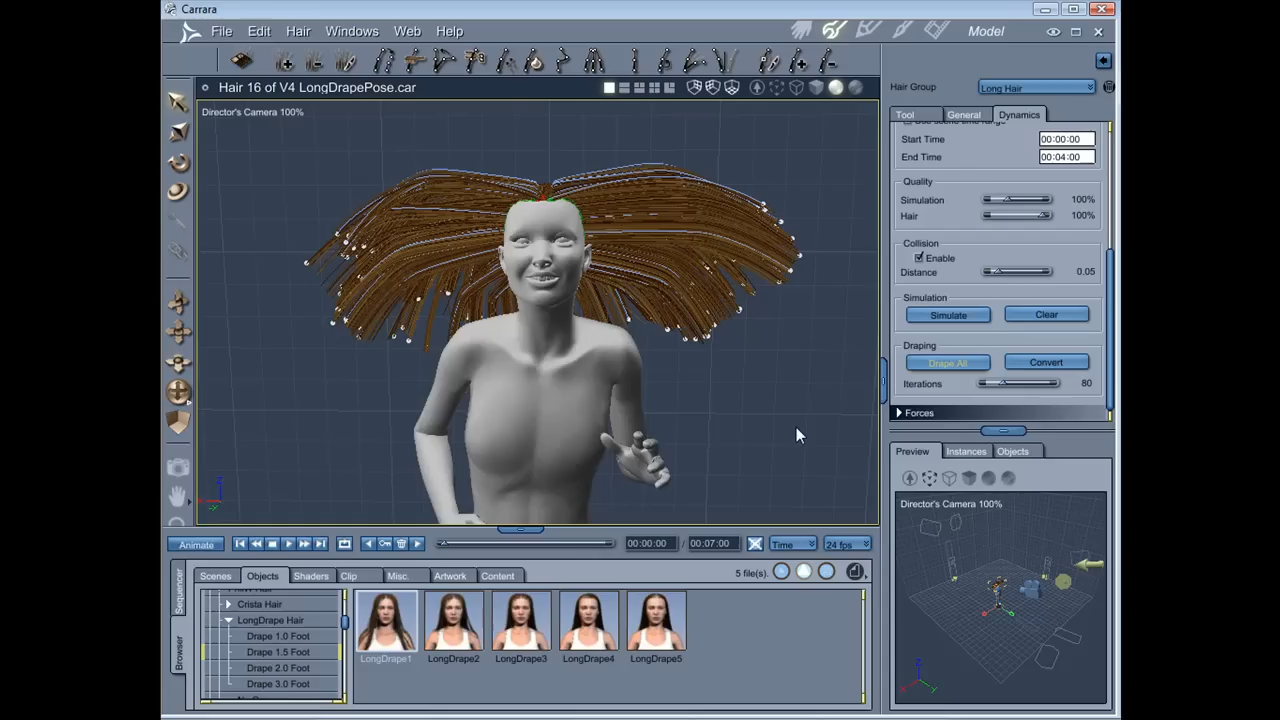 Carrara
File Edit Hair Windows Web Help
Model
Hair 16 of V4 LongDrapePose.car
Director's Camera 100%
Hair Group Long Hair
Tool General Dynamics
Start Time 00:00:00
End Time 00:04:00
Quality
Simulation 100%
Hair 100%
Collision
Enable
Distance 0.05
Simulation
Simulate Clear
Draping
Drape All Convert
Iterations 80
Forces
Preview Instances Objects
Director's Camera 100%
Animate 00:00:00 / 00:07:00 Time 24 fps
Scenes Objects Shaders Clip Misc. Artwork Content 5 file(s).
Sequencer
Browser
Crista Hair
LongDrape Hair
Drape 1.0 Foot
Drape 1.5 Foot
Drape 2.0 Foot
Drape 3.0 Foot
LongDrape1 LongDrape2 LongDrape3 LongDrape4 LongDrape5